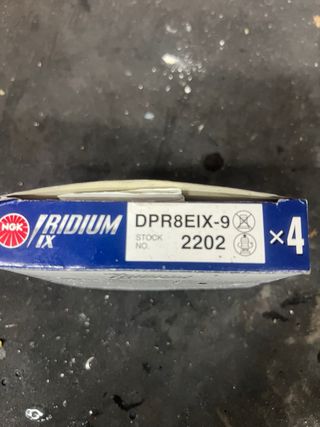 NGK
IRIDIUM
IX
DPR8EIX-9
STOCK
NO.
2202
×4